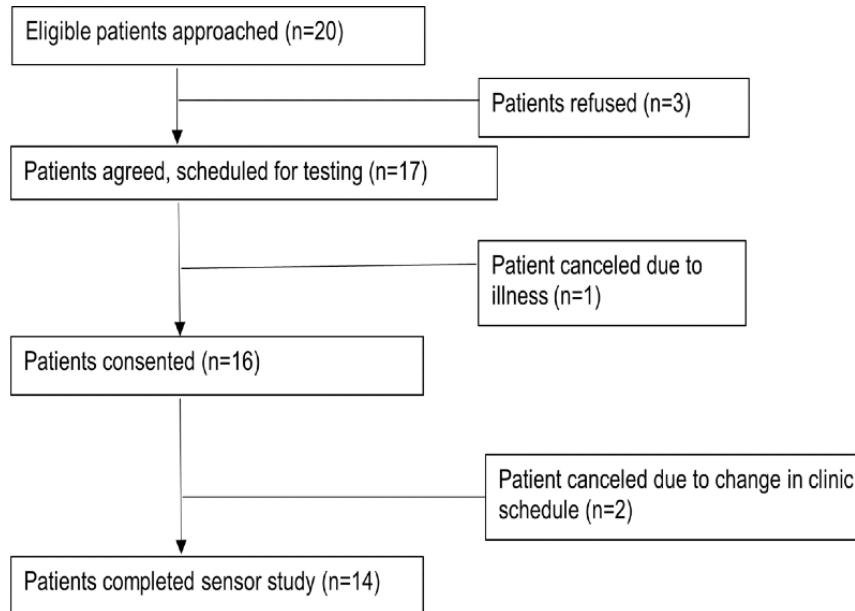 Eligible patients approached (n=20)
Patients refused (n=3)
Patients agreed, scheduled for testing (n=17)
Patient canceled due to
illness (n=1)
Patients consented (n=16)
Patient canceled due to change in clinic
schedule (n=2)
Patients completed sensor study (n=14)